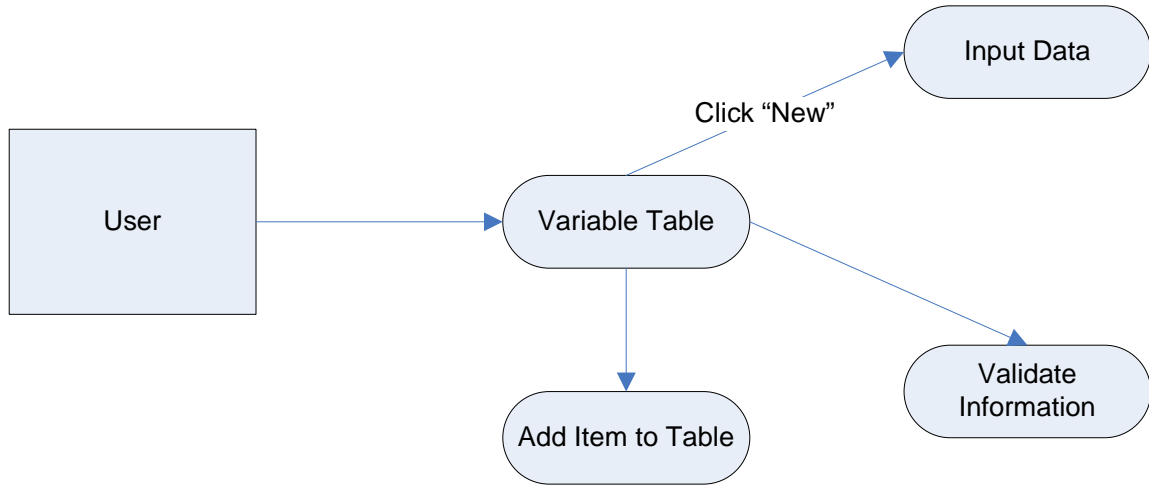 Input Data
Click “New”
User
Variable Table
Validate
Information
Add Item to Table